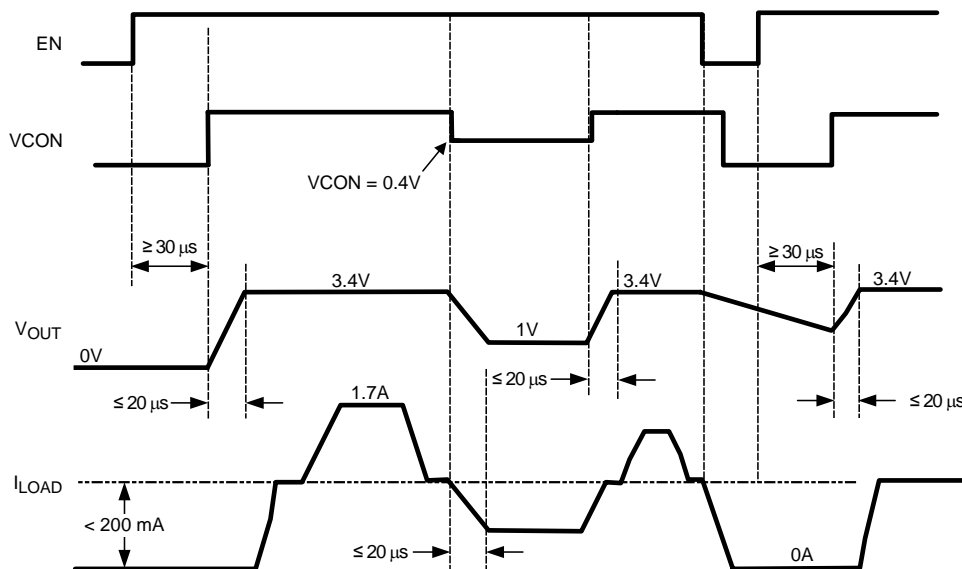 EN
VCON
VCON = 0.4V
≥ 30 μs
≥ 30 μs
3.4V
3.4V
3.4V
VOUT
1V
0V
≤ 20 μs
≤ 20 μs
≤ 20 μs
1.7A
ILOAD
< 200 mA
≤ 20 μs
0A